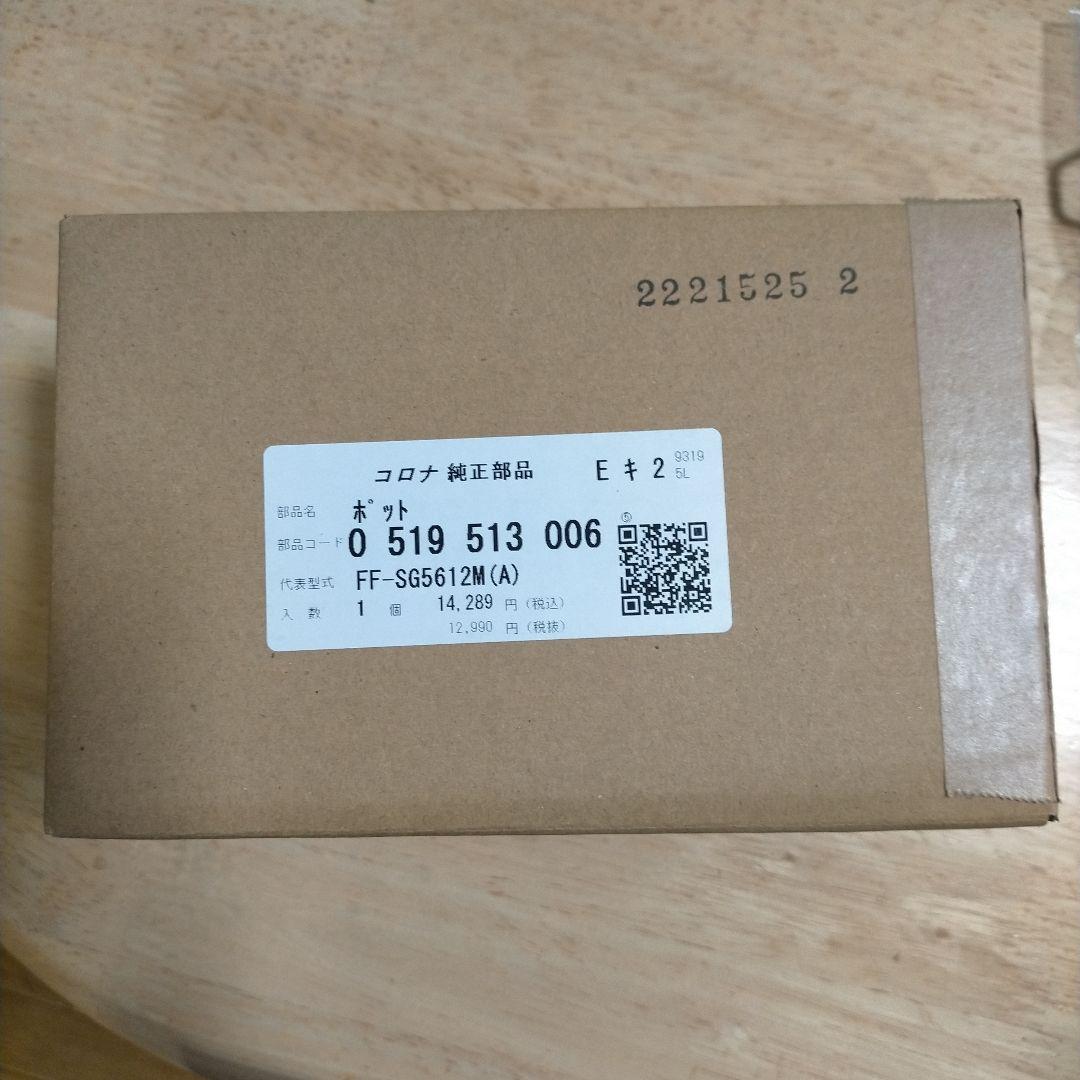 2221525 2
コロナ 純正部品 E キ 2 9319
5L
部品名 ポット
部品コード 0 519 513 006 ⑤
代表型式 FF-SG5612M(A)
入数 1 個 14,289 円(税込)
12,990 円(税抜)